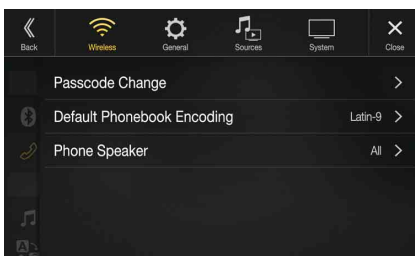 Back Wireless General Sources System Close
Passcode Change
Default Phonebook Encoding Latin-9
Phone Speaker All
A